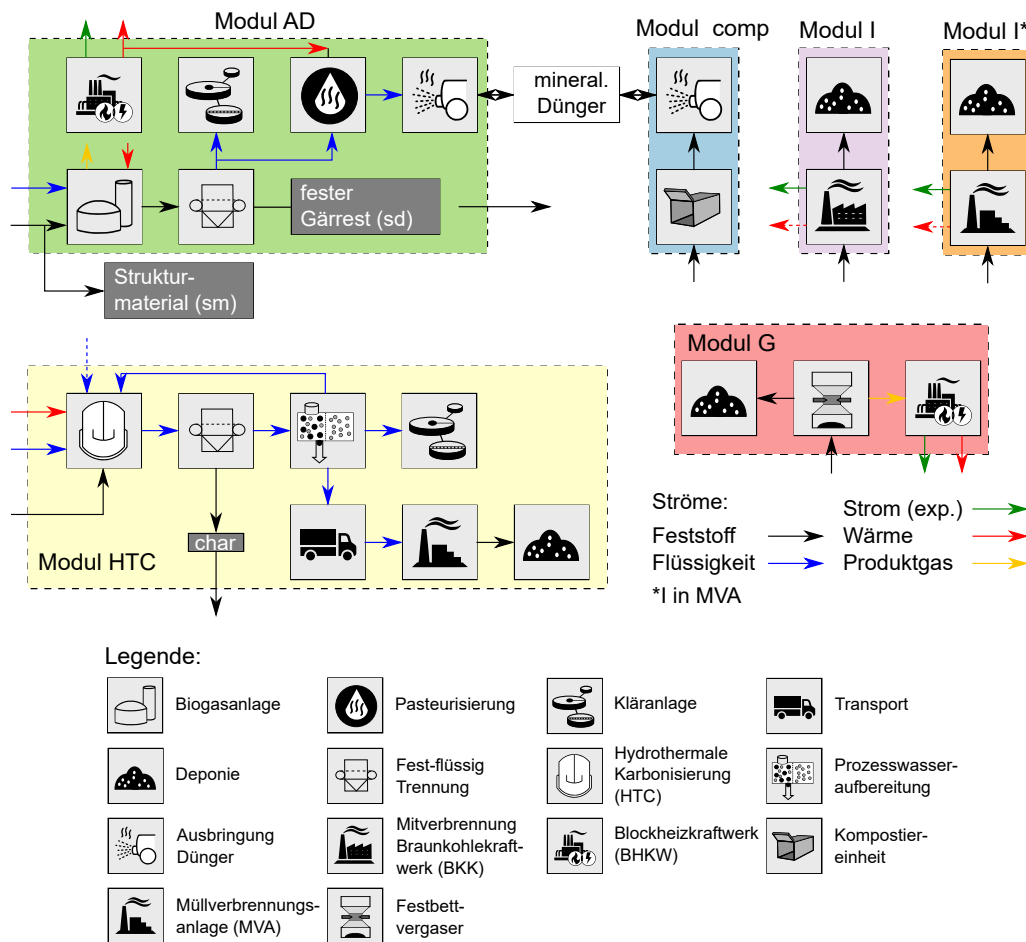 Modul AD
Modul comp
Modul I
Modul I*
mineral.
Dünger
fester
Gärrest (sd)
Struktur-
material (sm)
Modul G
char
Modul HTC
Ströme:
Feststoff
Flüssigkeit
*I in MVA
Strom (exp.)
Wärme
Produktgas
Legende:
Biogasanlage
Pasteurisierung
Kläranlage
Transport
Deponie
Fest-flüssig
Trennung
Hydrothermale
Karbonisierung
(HTC)
Prozesswasser-
aufbereitung
Ausbringung
Dünger
Mitverbrennung
Braunkohlekraft-
werk (BKK)
Blockheizkraftwerk
(BHKW)
Kompostier-
einheit
Müllverbrennungs-
anlage (MVA)
Festbett-
vergaser